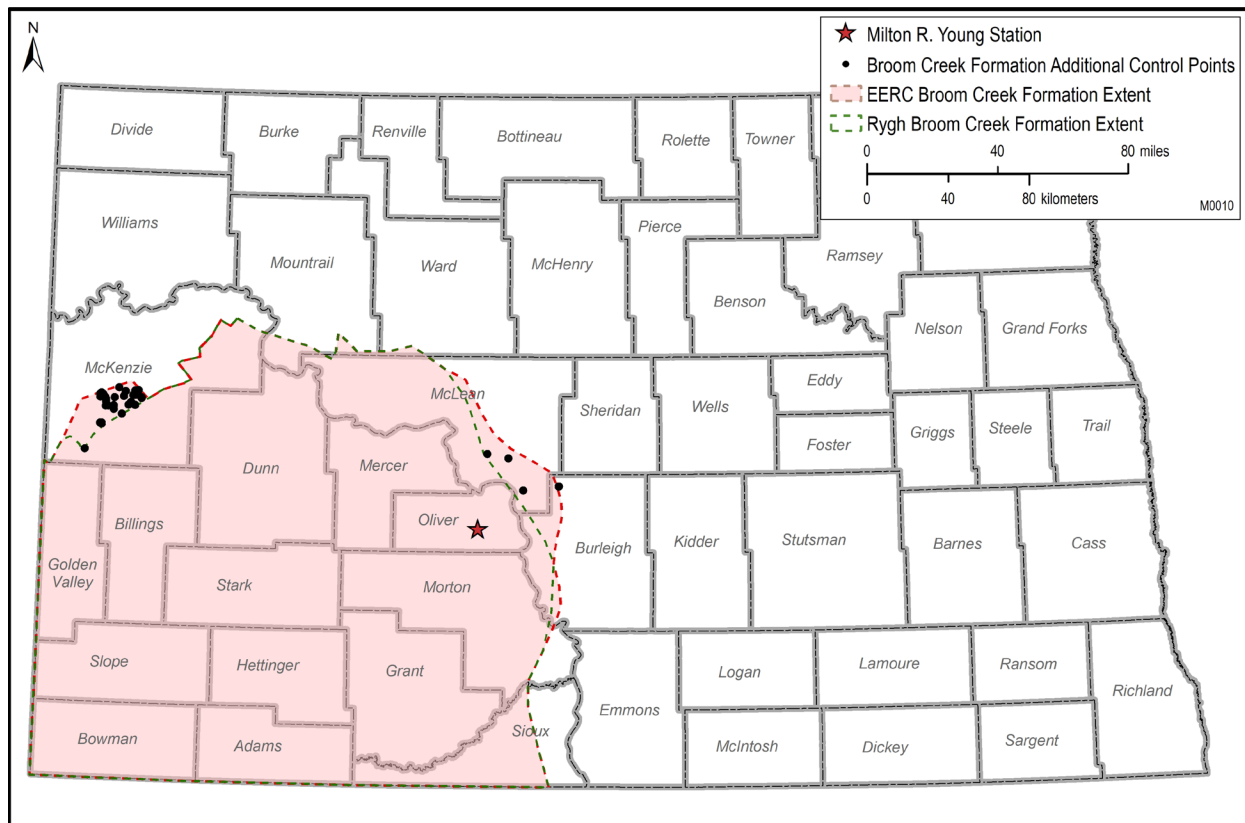 N
Milton R. Young Station
Broom Creek Formation Additional Control Points
EERC Broom Creek Formation Extent
Rygh Broom Creek Formation Extent
0 40 80 miles
0 40 80 kilometers
M0010
Divide
Burke
Renville
Bottineau
Rolette
Towner
Williams
Mountrail
Ward
McHenry
Pierce
Benson
Ramsey
Nelson
Grand Forks
McKenzie
McLean
Sheridan
Wells
Eddy
Foster
Griggs
Steele
Trail
Dunn
Mercer
Oliver
Billings
Golden
Valley
Stark
Morton
Burleigh
Kidder
Stutsman
Barnes
Cass
Slope
Hettinger
Grant
Sioux
Emmons
Logan
Lamoure
Ransom
Richland
Bowman
Adams
McIntosh
Dickey
Sargent